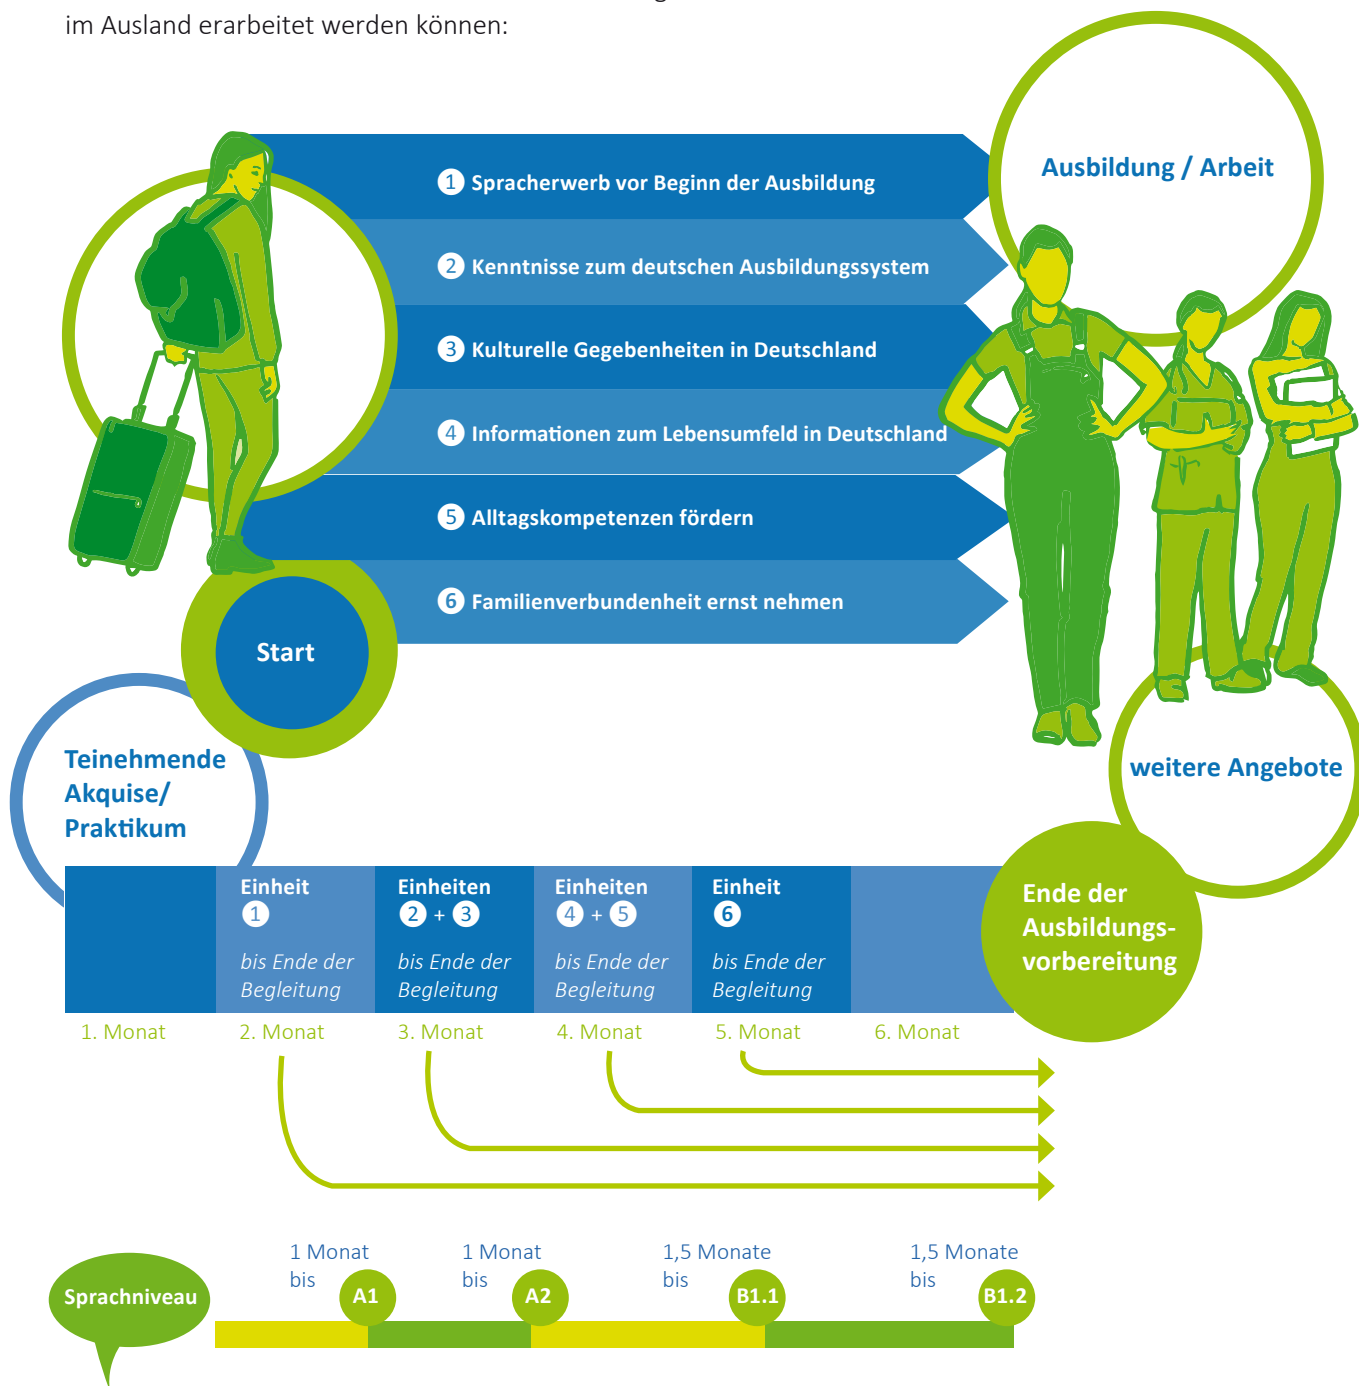 im Ausland erarbeitet werden können:
Ausbildung / Arbeit
1 Spracherwerb vor Beginn der Ausbildung
2 Kenntnisse zum deutschen Ausbildungssystem
3 Kulturelle Gegebenheiten in Deutschland
4 Informationen zum Lebensumfeld in Deutschland
5 Alltagskompetenzen fördern
6 Familienverbundenheit ernst nehmen
Start
Teinehmende
Akquise/
Praktikum
weitere Angebote
Einheit
1
bis Ende der
Begleitung
Einheiten
2 + 3
bis Ende der
Begleitung
Einheiten
4 + 5
bis Ende der
Begleitung
Einheit
6
bis Ende der
Begleitung
Ende der
Ausbildungs-
vorbereitung
1. Monat
2. Monat
3. Monat
4. Monat
5. Monat
6. Monat
Sprachniveau
1 Monat
bis
A1
1 Monat
bis
A2
1,5 Monate
bis
B1.1
1,5 Monate
bis
B1.2